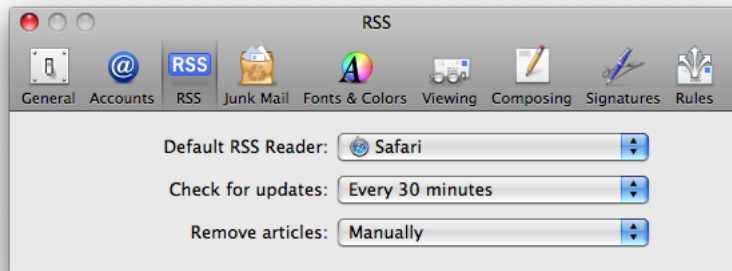 RSS
RSS
General Accounts RSS Junk Mail Fonts & Colors Viewing Composing Signatures Rules
Default RSS Reader: Safari
Check for updates: Every 30 minutes
Remove articles: Manually